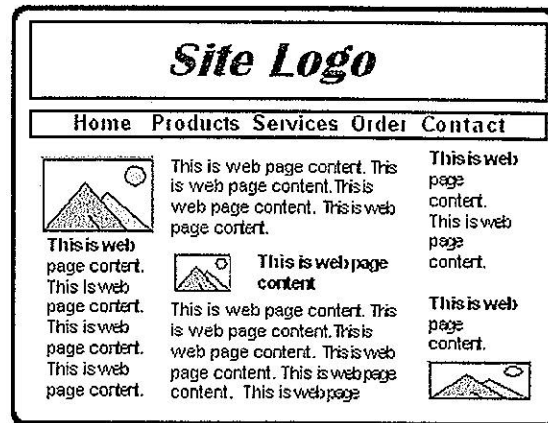 Site Logo
Home Products Services Order Contact
This is web
page content.
This is web
page content.
This is web
page content.
This is web
page content.
This is web page content. This
is web page content. This is
web page content. This is web
page content.
This is web page
content
This is web page content. This
is web page content. This is
web page content. This is web
page content. This is web page
content. This is web page
This is web
page
content.
This is web
page
content.
This is web
page
content.